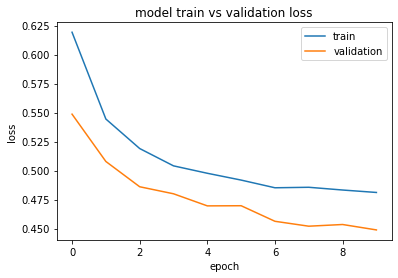 model train vs validation loss
train
validation
loss
0.625
0.600
0.575
0.550
0.525
0.500
0.475
0.450
0 2 4 6 8
epoch